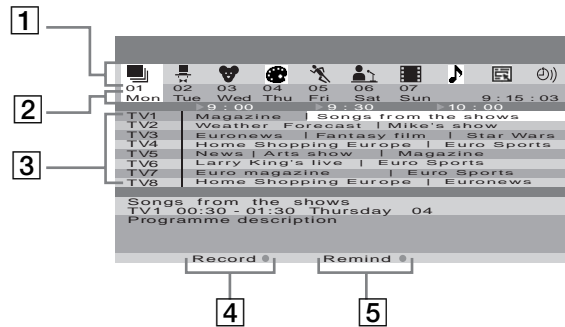 1
01 02 03 04 05 06 07
2
Mon Tue Wed Thu Fri Sat Sun 9 : 15 : 03
9 : 00 9 : 30 10 : 00
TV1 Magazine | Songs from the shows
TV2 Weather Forecast | Mike's show
TV3 Euronews | Fantasy film | Star Wars
3
TV4 Home Shopping Europe | Euro Sports
TV5 News | Arts show | Magazine
TV6 Larry King's live | Euro Sports
TV7 Euro magazine | Euro Sports
TV8 Home Shopping Europe | Euronews
Songs from the shows
TV1 00:30 - 01:30 Thursday 04
Programme description
Record Remind
4 5